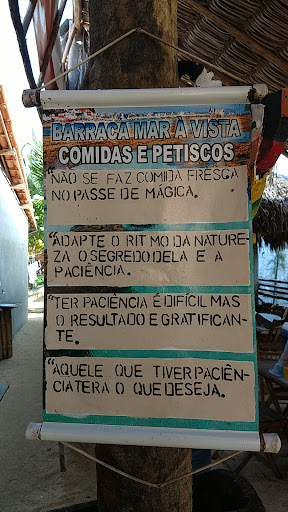 BARRACA MAR À VISTA
COMIDAS E PETISCOS
"NÃO SE FAZ COMIDA FRESCA
NO PASSE DE MÁGICA.
"ADAPTE O RITMO DA NATURE-
ZA O SEGREDO DELA E A
PACIÊNCIA.
"TER PACIÊNCIA É DIFÍCIL MAS
O RESULTADO E GRATIFICAN-
TE.
"AQUELE QUE TIVER PACIÊN-
CIA TERA O QUE DESEJA.